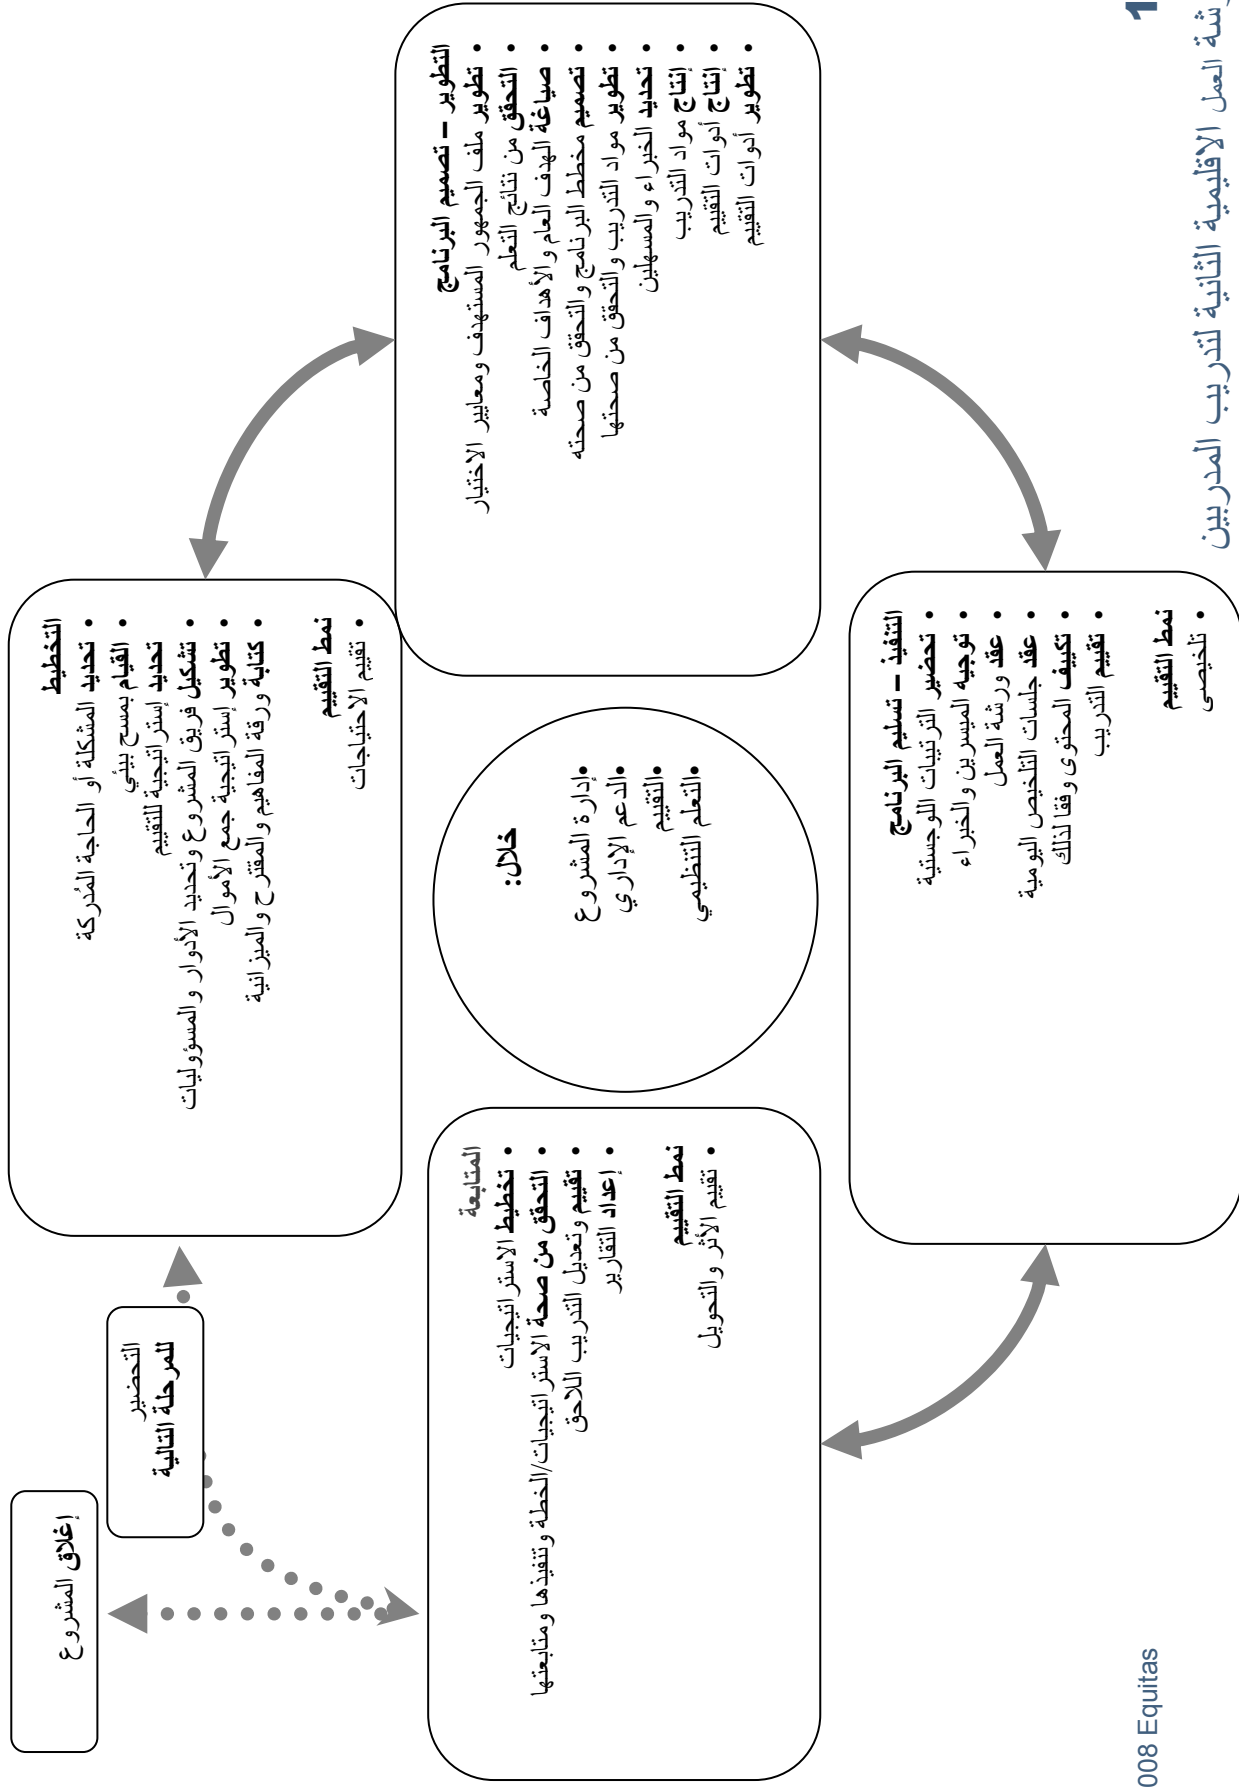 التخطيط
• تحديد المشكلة أو الحاجة المُدركة
• القيام بمسح بيئي
تحديد إستراتيجية للتقييم
• تشكيل فريق المشروع وتحديد الأدوار والمسؤوليات
• تطوير إستراتيجية جمع الأموال
• كتابة ورقة المفاهيم والمقترح والميزانية
نمط التقييم
• تقييم الاحتياجات
التطوير – تصميم البرنامج
• تطوير ملف الجمهور المستهدف ومعايير الاختيار
• التحقق من نتائج التعلم
• صياغة الهدف العام والأهداف الخاصة
• تصميم مخطط البرنامج والتحقق من صحته
• تطوير مواد التدريب والتحقق من صحتها
• تحديد الخبراء والمسهلين
• إنتاج مواد التدريب
• إنتاج أدوات التقييم
• تطوير أدوات التقييم
التنفيذ – تسليم البرنامج
• تحضير الترتيبات اللوجستية
• توجيه الميسرين والخبراء
• عقد ورشة العمل
• عقد جلسات التلخيص اليومية
• تكييف المحتوى وفقا لذلك
• تقييم التدريب
نمط التقييم
• تلخيصى
المتابعة
• تخطيط الاستراتيجيات
• التحقق من صحة الاستراتيجيات/الخطة وتنفيذها ومتابعتها
• تقييم وتعديل التدريب اللاحق
• إعداد التقارير
نمط التقييم
• تقييم الأثر والتحويل
خلال:
•إدارة المشروع
•الدعم الإداري
•التقييم
•التعلم التنظيمي
التحضير
للمرحلة التالية
إغلاق المشروع
008 Equitas
شة العمل الاقليمية الثانية لتدريب المدربين
1